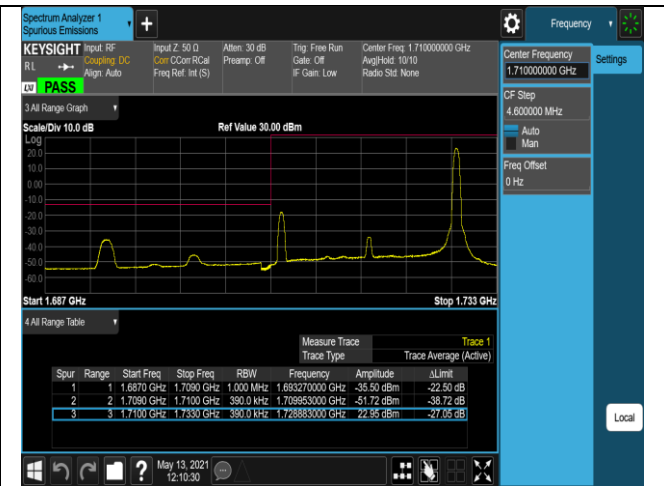 Spectrum Analyzer 1
Spurious Emissions
+
Frequency
KEYSIGHT
RL
Input: RF
Coupling: DC
Align: Auto
Input Z: 50 Ω
Corr CCorr RCal
Freq Ref: Int (S)
Atten: 30 dB
Preamp: Off
Trig: Free Run
Gate: Off
IF Gain: Low
Center Freq: 1.710000000 GHz
Avg|Hold: 10/10
Radio Std: None
LXI PASS
Center Frequency
1.710000000 GHz
Settings
CF Step
4.600000 MHz
Auto
Man
Freq Offset
0 Hz
3 All Range Graph
Scale/Div 10.0 dB Ref Value 30.00 dBm
Log
20.0
10.0
0.00
-10.0
-20.0
-30.0
-40.0
-50.0
-60.0
Start 1.687 GHz Stop 1.733 GHz
4 All Range Table
Measure Trace Trace 1
Trace Type Trace Average (Active)
Spur Range Start Freq Stop Freq RBW Frequency Amplitude ΔLimit
1 1 1.6870 GHz 1.7090 GHz 1.000 MHz 1.693270000 GHz -35.50 dBm -22.50 dB
2 2 1.7090 GHz 1.7100 GHz 390.0 kHz 1.709953000 GHz -51.72 dBm -38.72 dB
3 3 1.7100 GHz 1.7330 GHz 390.0 kHz 1.728883000 GHz 22.95 dBm -27.05 dB
Local
?
May 13, 2021
12:10:30